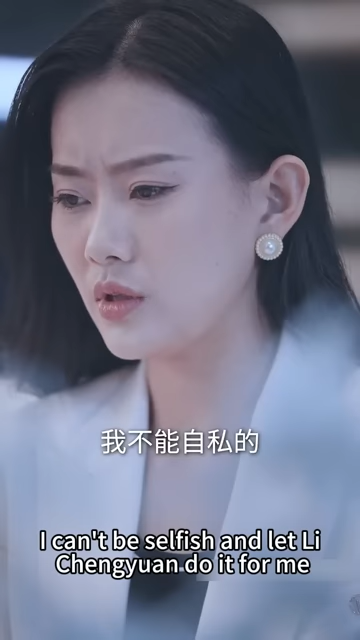 我不能自私的
I can't be selfish and let Li
Chengyuan do it for me